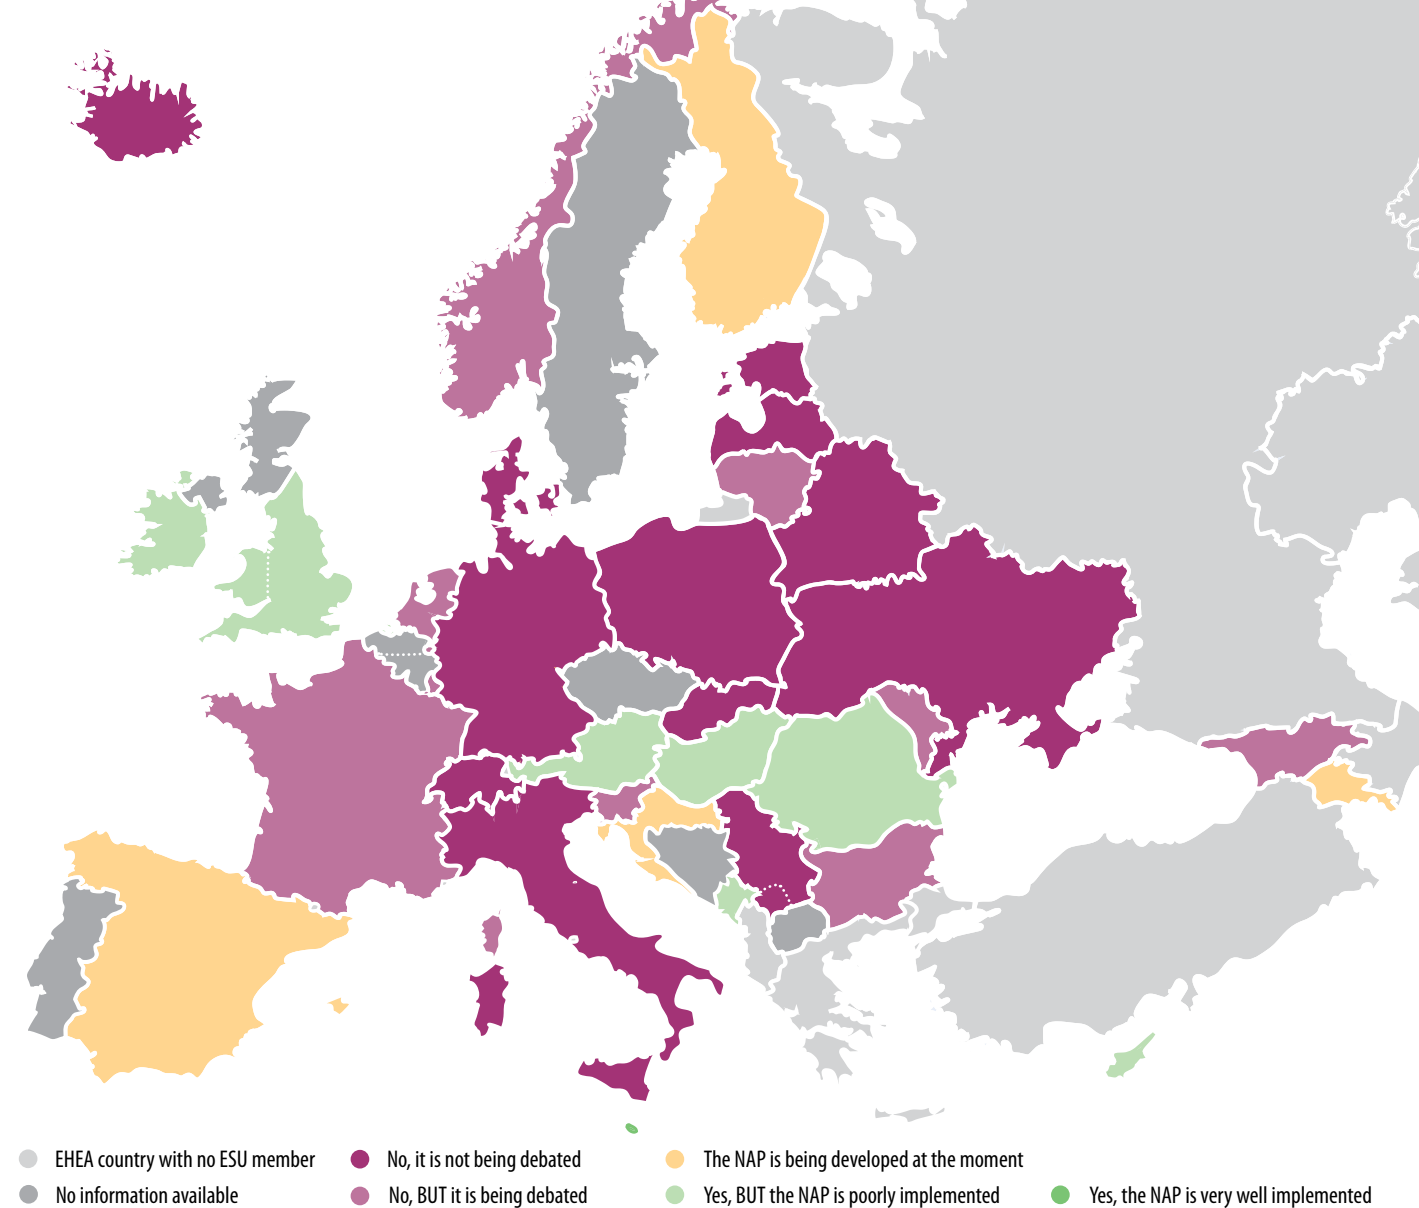 EHEA country with no ESU member
No, it is not being debated
The NAP is being developed at the moment
No information available
No, BUT it is being debated
Yes, BUT the NAP is poorly implemented
Yes, the NAP is very well implemented